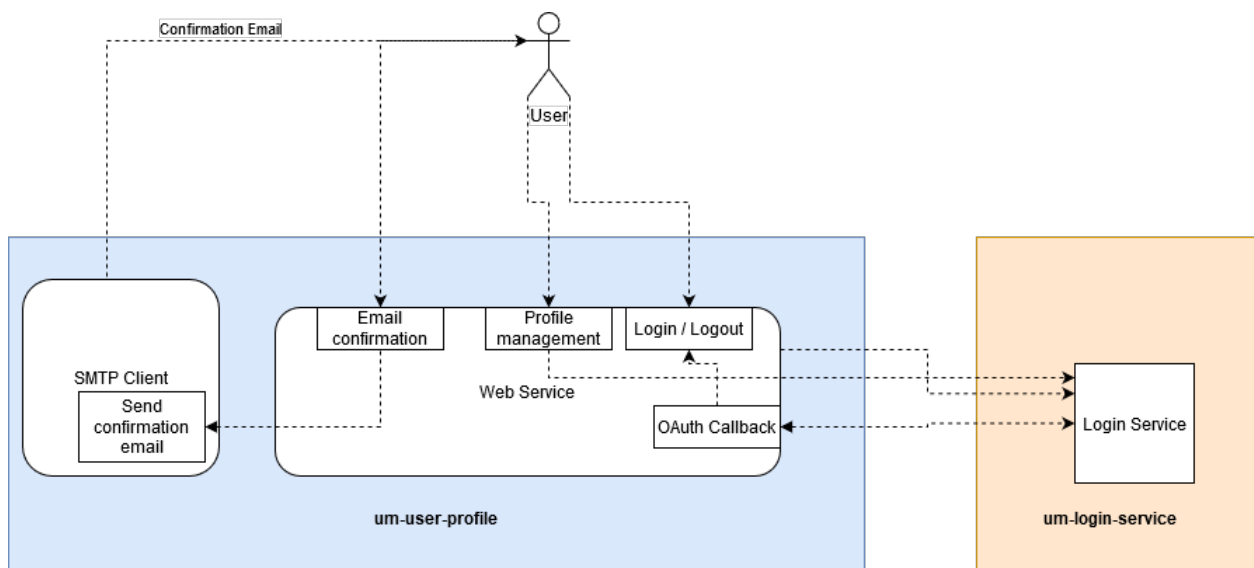 Confirmation Email
User
Email
confirmation
Profile
management
Login / Logout
SMTP Client
Send
confirmation
email
Web Service
OAuth Callback
Login Service
um-user-profile
um-login-service